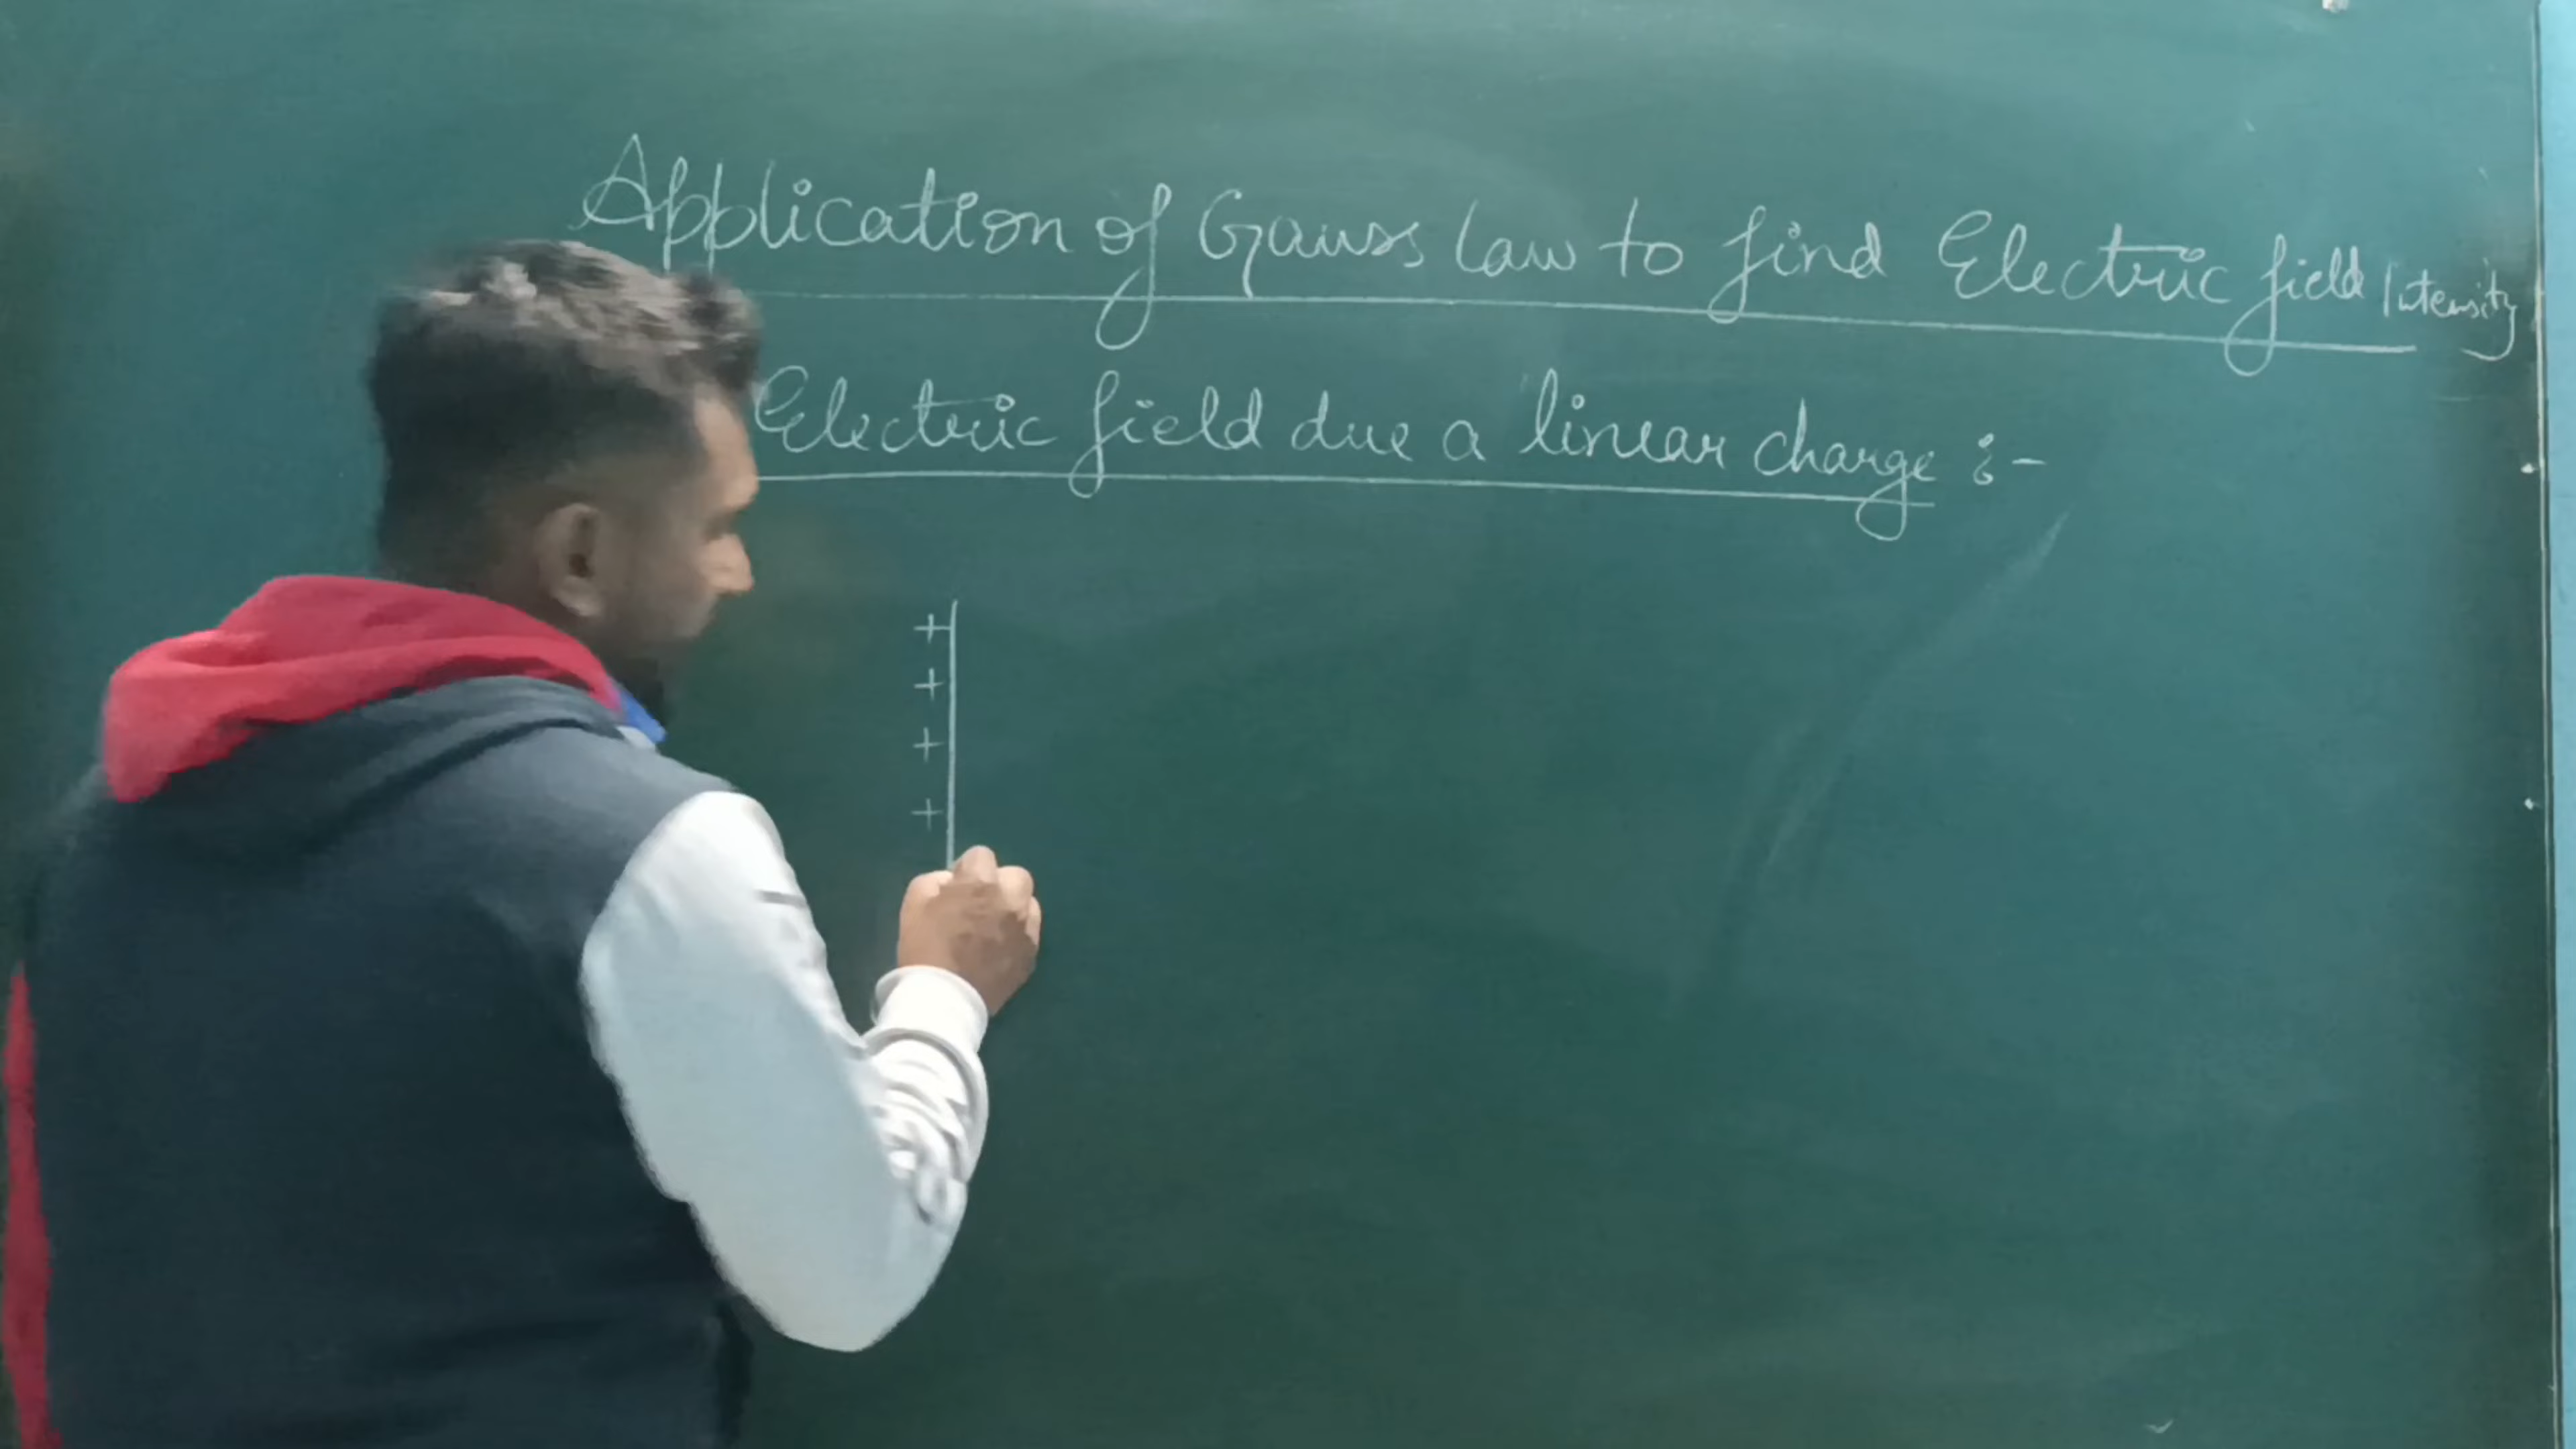 Application of Gauss Law to find Electric field Intensity
Electric field due a linear charge :-
+
+
+
+